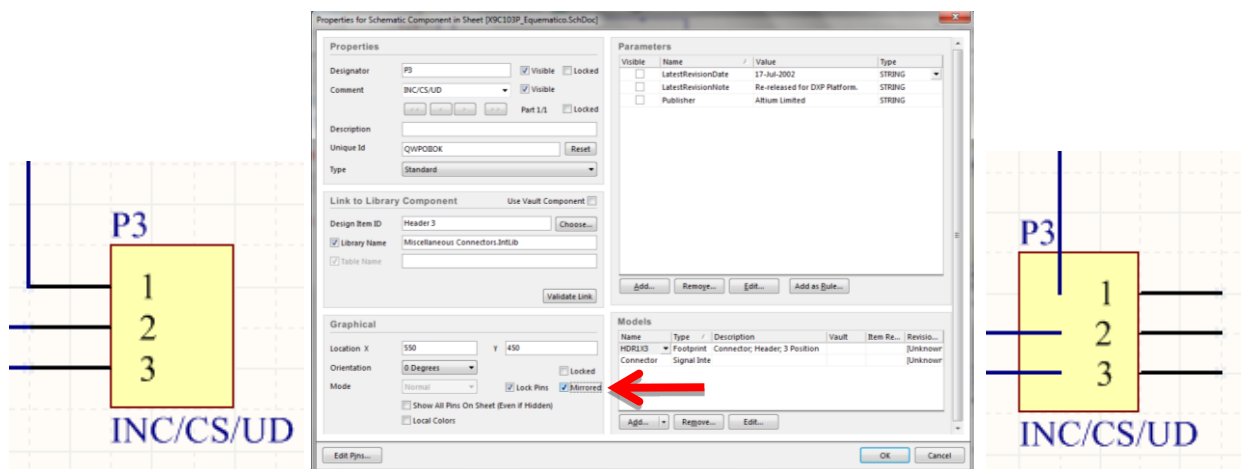 P3
1
2
3
INC/CS/UD
Properties for Schematic Component in Sheet [X9C103P_Equematico.SchDoc]
Properties
Designator P3 Visible Locked
Comment INC/CS/UD Visible
<< < > >> Part 1/1 Locked
Description
Unique Id QWPOBOKK Reset
Type Standard
Link to Library Component Use Vault Component
Design Item ID Header 3 Choose...
Library Name Miscellaneous Connectors.IntLib
Table Name
Validate Link
Graphical
Location X 550 Y 450
Orientation 0 Degrees Locked
Mode Normal Lock Pins Mirrored
Show All Pins On Sheet (Even if Hidden)
Local Colors
Edit Pins...
Parameters
Visible Name / Value Type
LatestRevisionDate 17-Jul-2002 STRING
LatestRevisionNote Re-released for DXP Platform. STRING
Publisher Altium Limited STRING
Add... Remove... Edit... Add as Rule...
Models
Name Type / Description Vault Item Re... Revisio...
HDR1X3 Footprint Connector; Header; 3 Position [Unknown
Connector Signal Inte [Unknown
Add... Remove... Edit...
OK Cancel
P3
1
2
3
INC/CS/UD